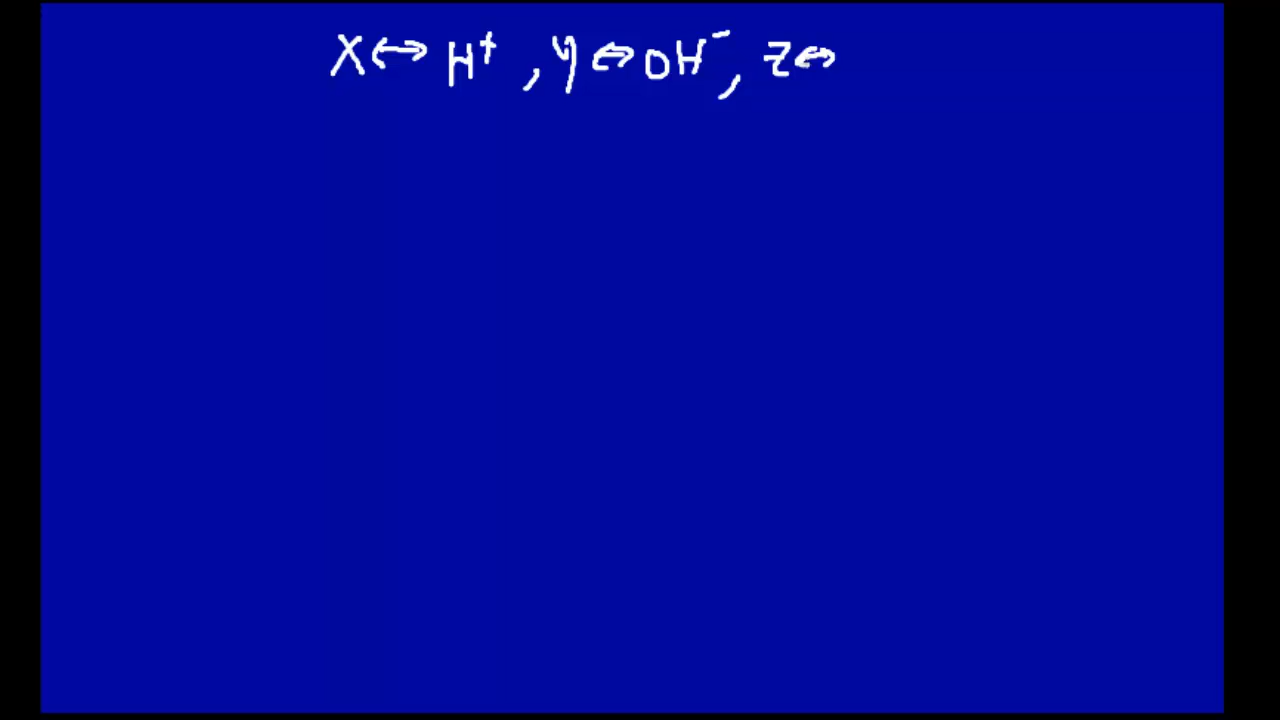 X ↔ H⁺ , y ⇔ OH⁻ , z ⇔